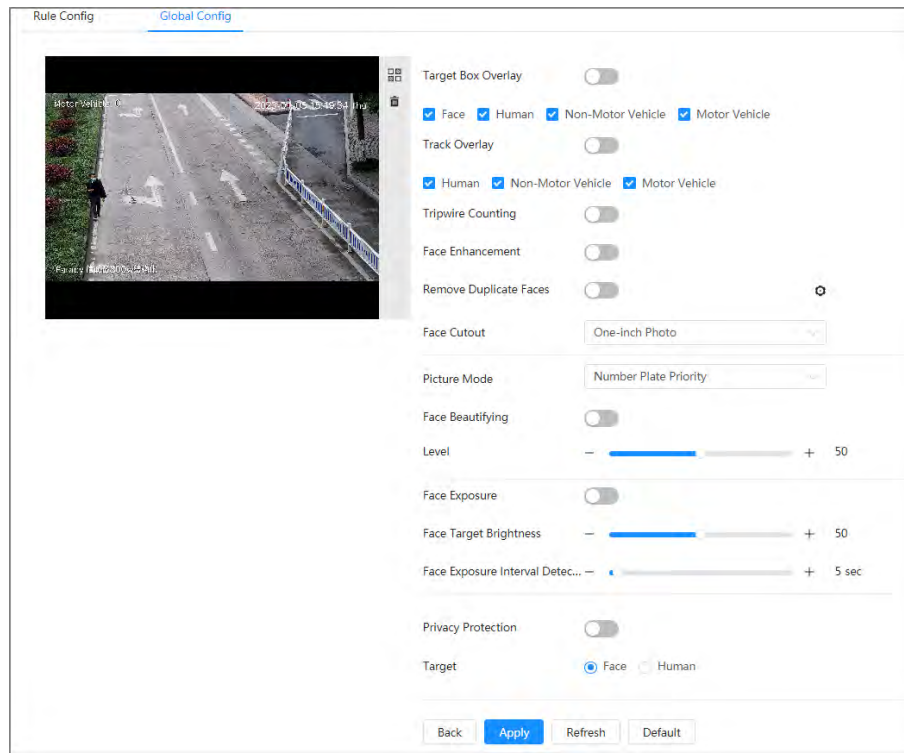 Rule Config Global Config
Motor Vehicle: 0
Target Box Overlay
Face Human Non-Motor Vehicle Motor Vehicle
Track Overlay
Human Non-Motor Vehicle Motor Vehicle
Tripwire Counting
Face Enhancement
Remove Duplicate Faces
Face Cutout One-inch Photo
Picture Mode Number Plate Priority
Face Beautifying
Level − + 50
Face Exposure
Face Target Brightness − + 50
Face Exposure Interval Detec... − + 5 sec
Privacy Protection
Target Face Human
Back Apply Refresh Default